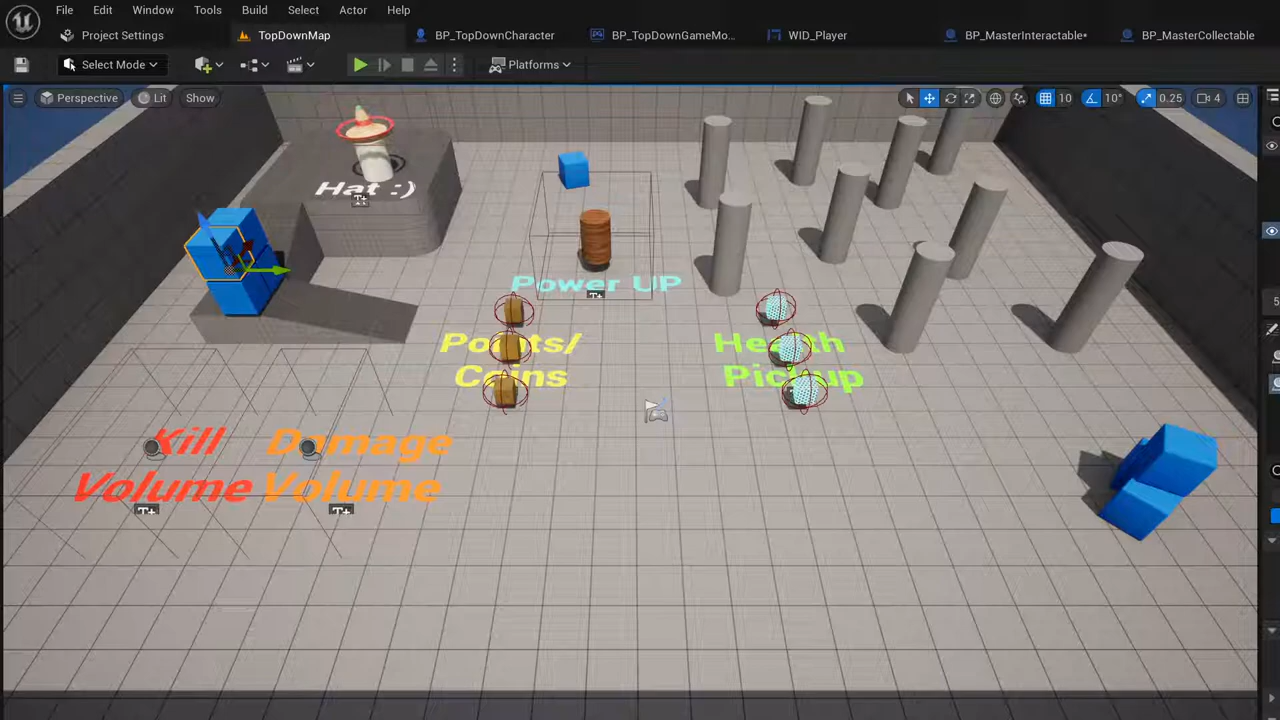 File Edit Window Tools Build Select Actor Help
Project Settings TopDownMap BP_TopDownCharacter BP_TopDownGameMo... WID_Player BP_MasterInteractable* BP_MasterCollectable
Select Mode Platforms
Perspective Lit Show 10 10° 0.25 4
Hat :)
Power UP
Points/
Coins
Health
Pickup
Kill
Volume
Damage
Volume